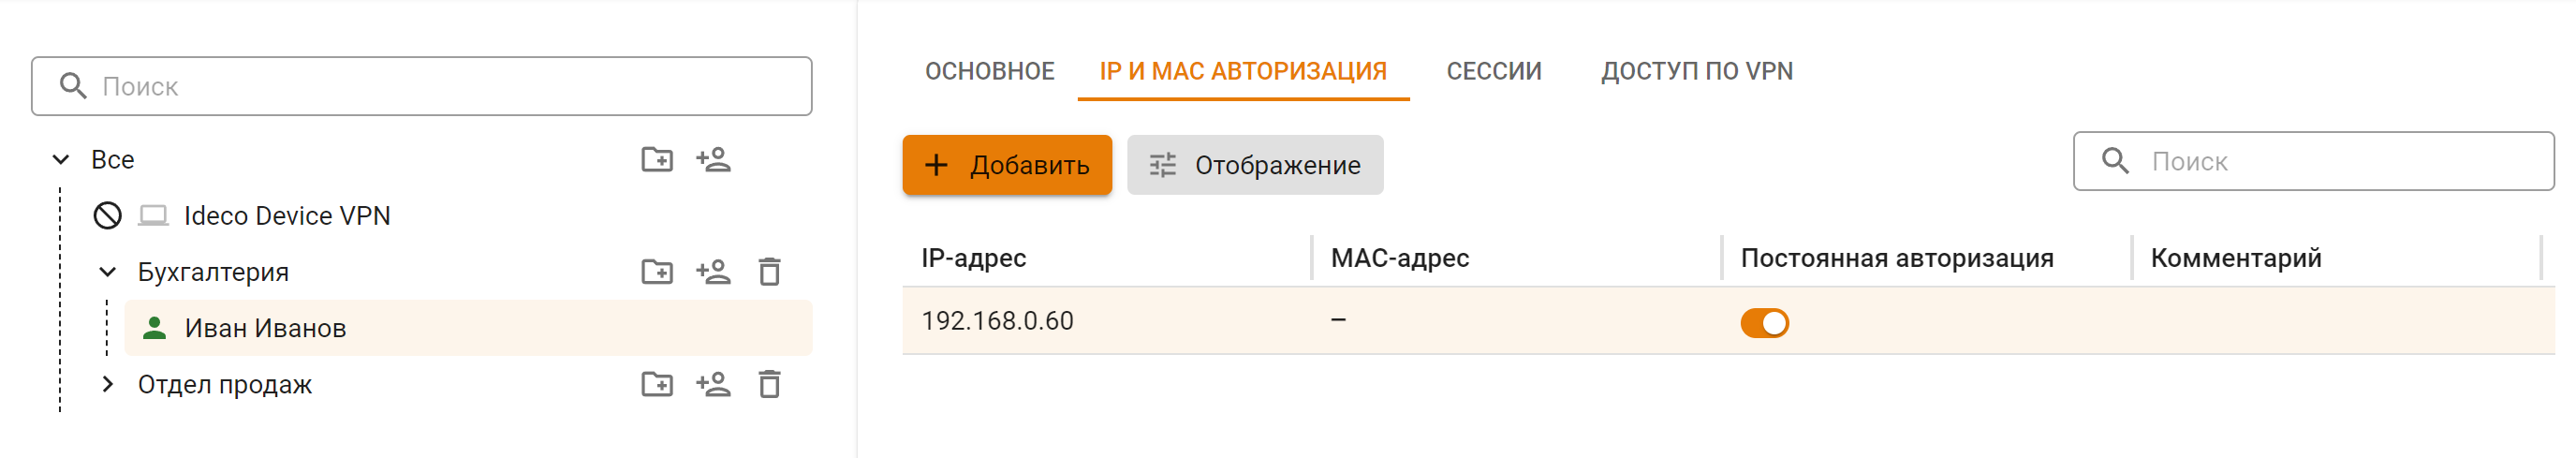 Поиск
Все
Ideco Device VPN
Бухгалтерия
Иван Иванов
Отдел продаж
ОСНОВНОЕ IP И MAC АВТОРИЗАЦИЯ СЕССИИ ДОСТУП ПО VPN
Добавить Отображение Поиск
IP-адрес MAC-адрес Постоянная авторизация Комментарий
192.168.0.60 –